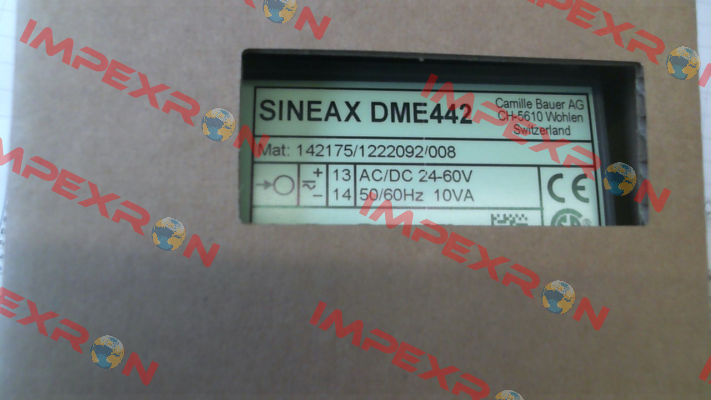 SINEAX DME442
Camille Bauer AG
CH-5610 Wohlen
Switzerland
Mat: 142175/1222092/008
+ 13 AC/DC 24-60V
− 14 50/60Hz 10VA
CE
IMPEXRON
IMPEXRON
IMPEXRON
IMPEXRON
IMPEXRON
IMPEXRON
IMPEXRON